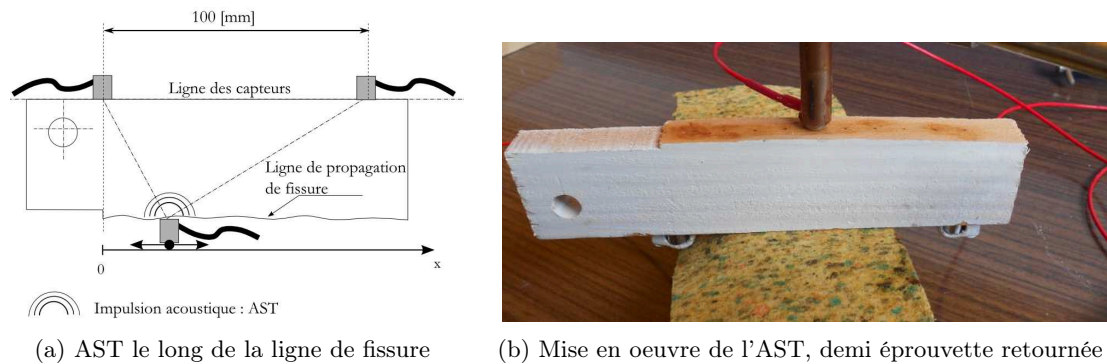 100 [mm]
Ligne des capteurs
Ligne de propagation
de fissure
0
x
Impulsion acoustique : AST
(a) AST le long de la ligne de fissure
(b) Mise en oeuvre de l'AST, demi éprouvette retournée